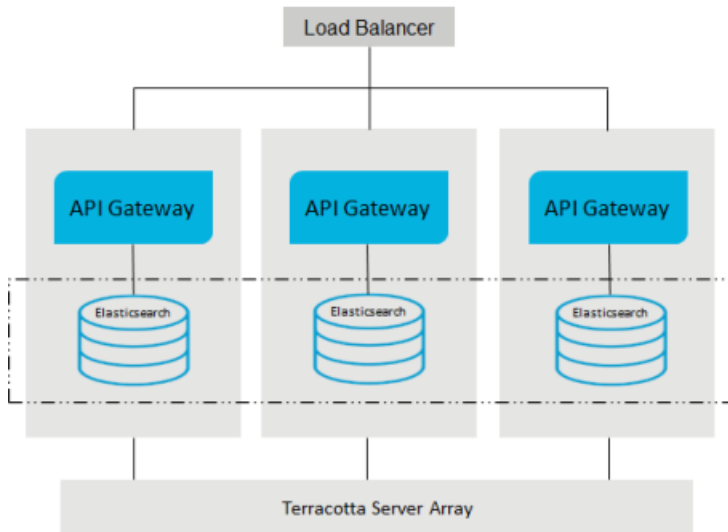 Load Balancer
API Gateway
API Gateway
API Gateway
Elasticsearch
Elasticsearch
Elasticsearch
Terracotta Server Array